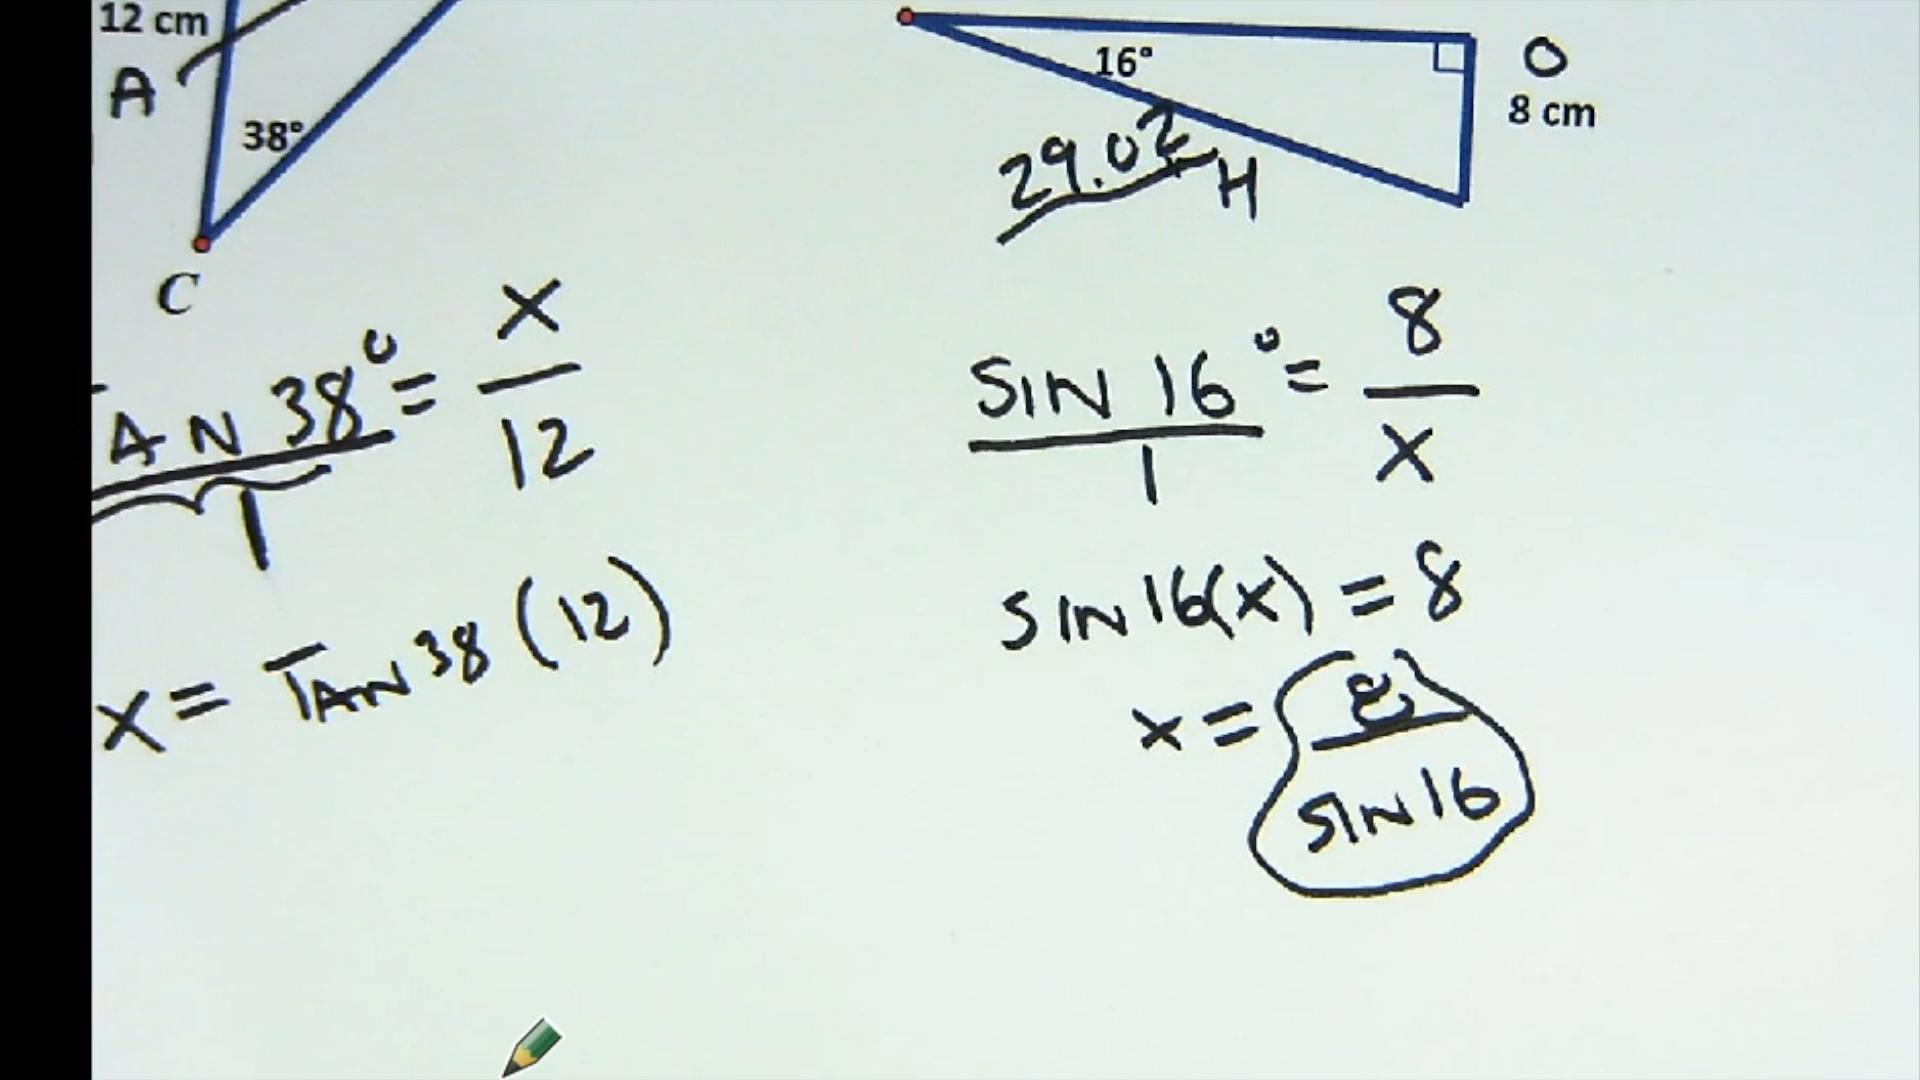 12 cm
A
38°
C
AN 38° = x
1 12
x = TAN 38 (12)
16°
O
8 cm
29.02
H
SIN 16° = 8
1 x
SIN 16(x) = 8
x = 8
SIN 16